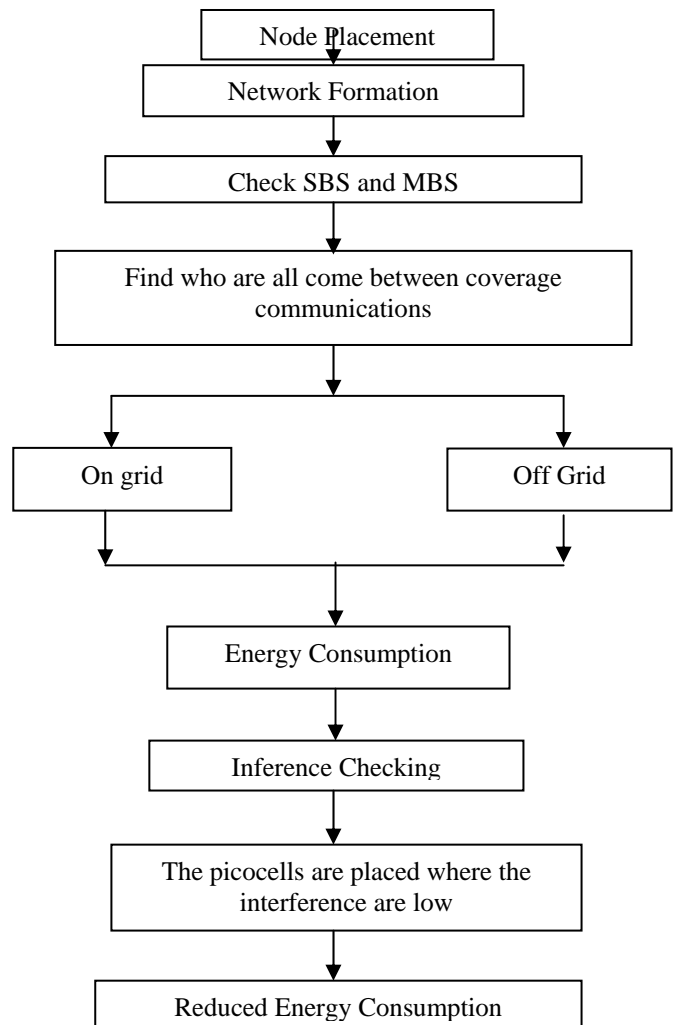 Node Placement
Network Formation
Check SBS and MBS
Find who are all come between coverage
communications
On grid
Off Grid
Energy Consumption
Inference Checking
The picocells are placed where the
interference are low
Reduced Energy Consumption